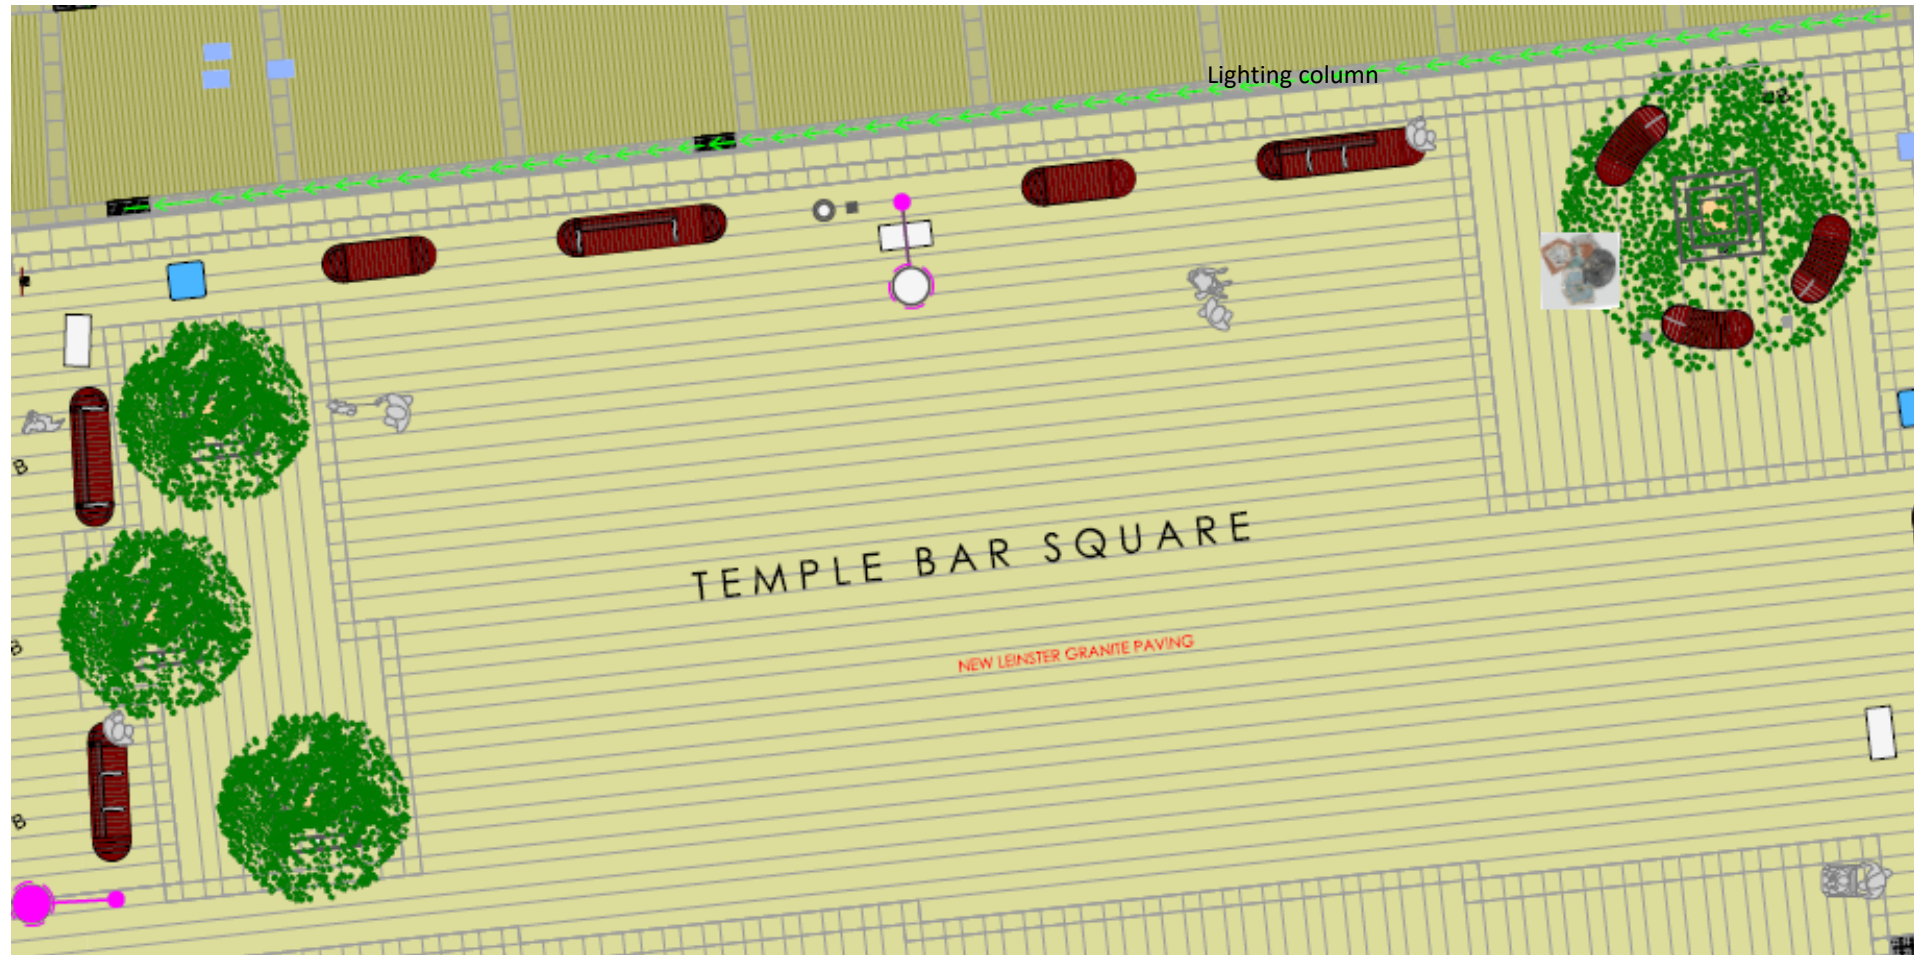 Lighting column
B
TEMPLE BAR SQUARE
B
NEW LEINSTER GRANITE PAVING
B